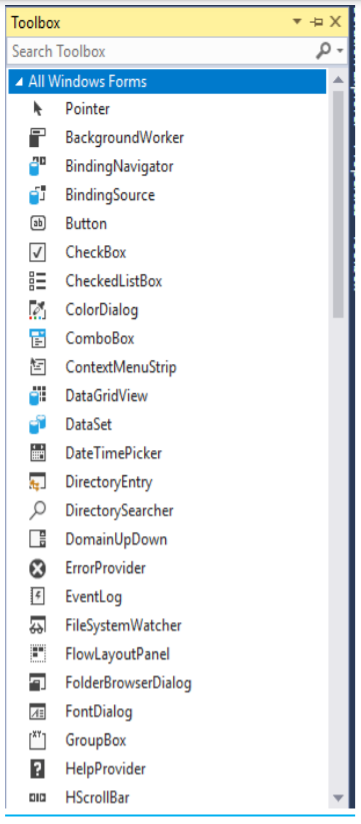 Toolbox
Search Toolbox
All Windows Forms
Pointer
BackgroundWorker
BindingNavigator
BindingSource
Button
CheckBox
CheckedListBox
ColorDialog
ComboBox
ContextMenuStrip
DataGridView
DataSet
DateTimePicker
DirectoryEntry
DirectorySearcher
DomainUpDown
ErrorProvider
EventLog
FileSystemWatcher
FlowLayoutPanel
FolderBrowserDialog
FontDialog
GroupBox
HelpProvider
HScrollBar